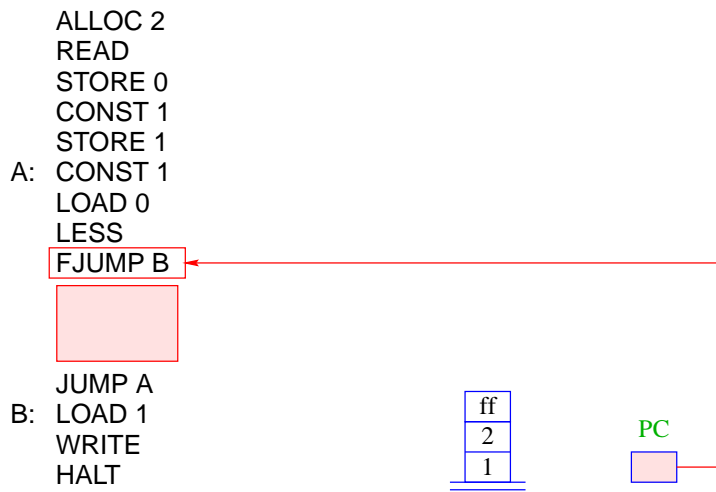 ALLOC 2
READ
STORE 0
CONST 1
STORE 1
A: CONST 1
LOAD 0
LESS
FJUMP B
JUMP A
B: LOAD 1
WRITE
HALT
ff
2
1
PC